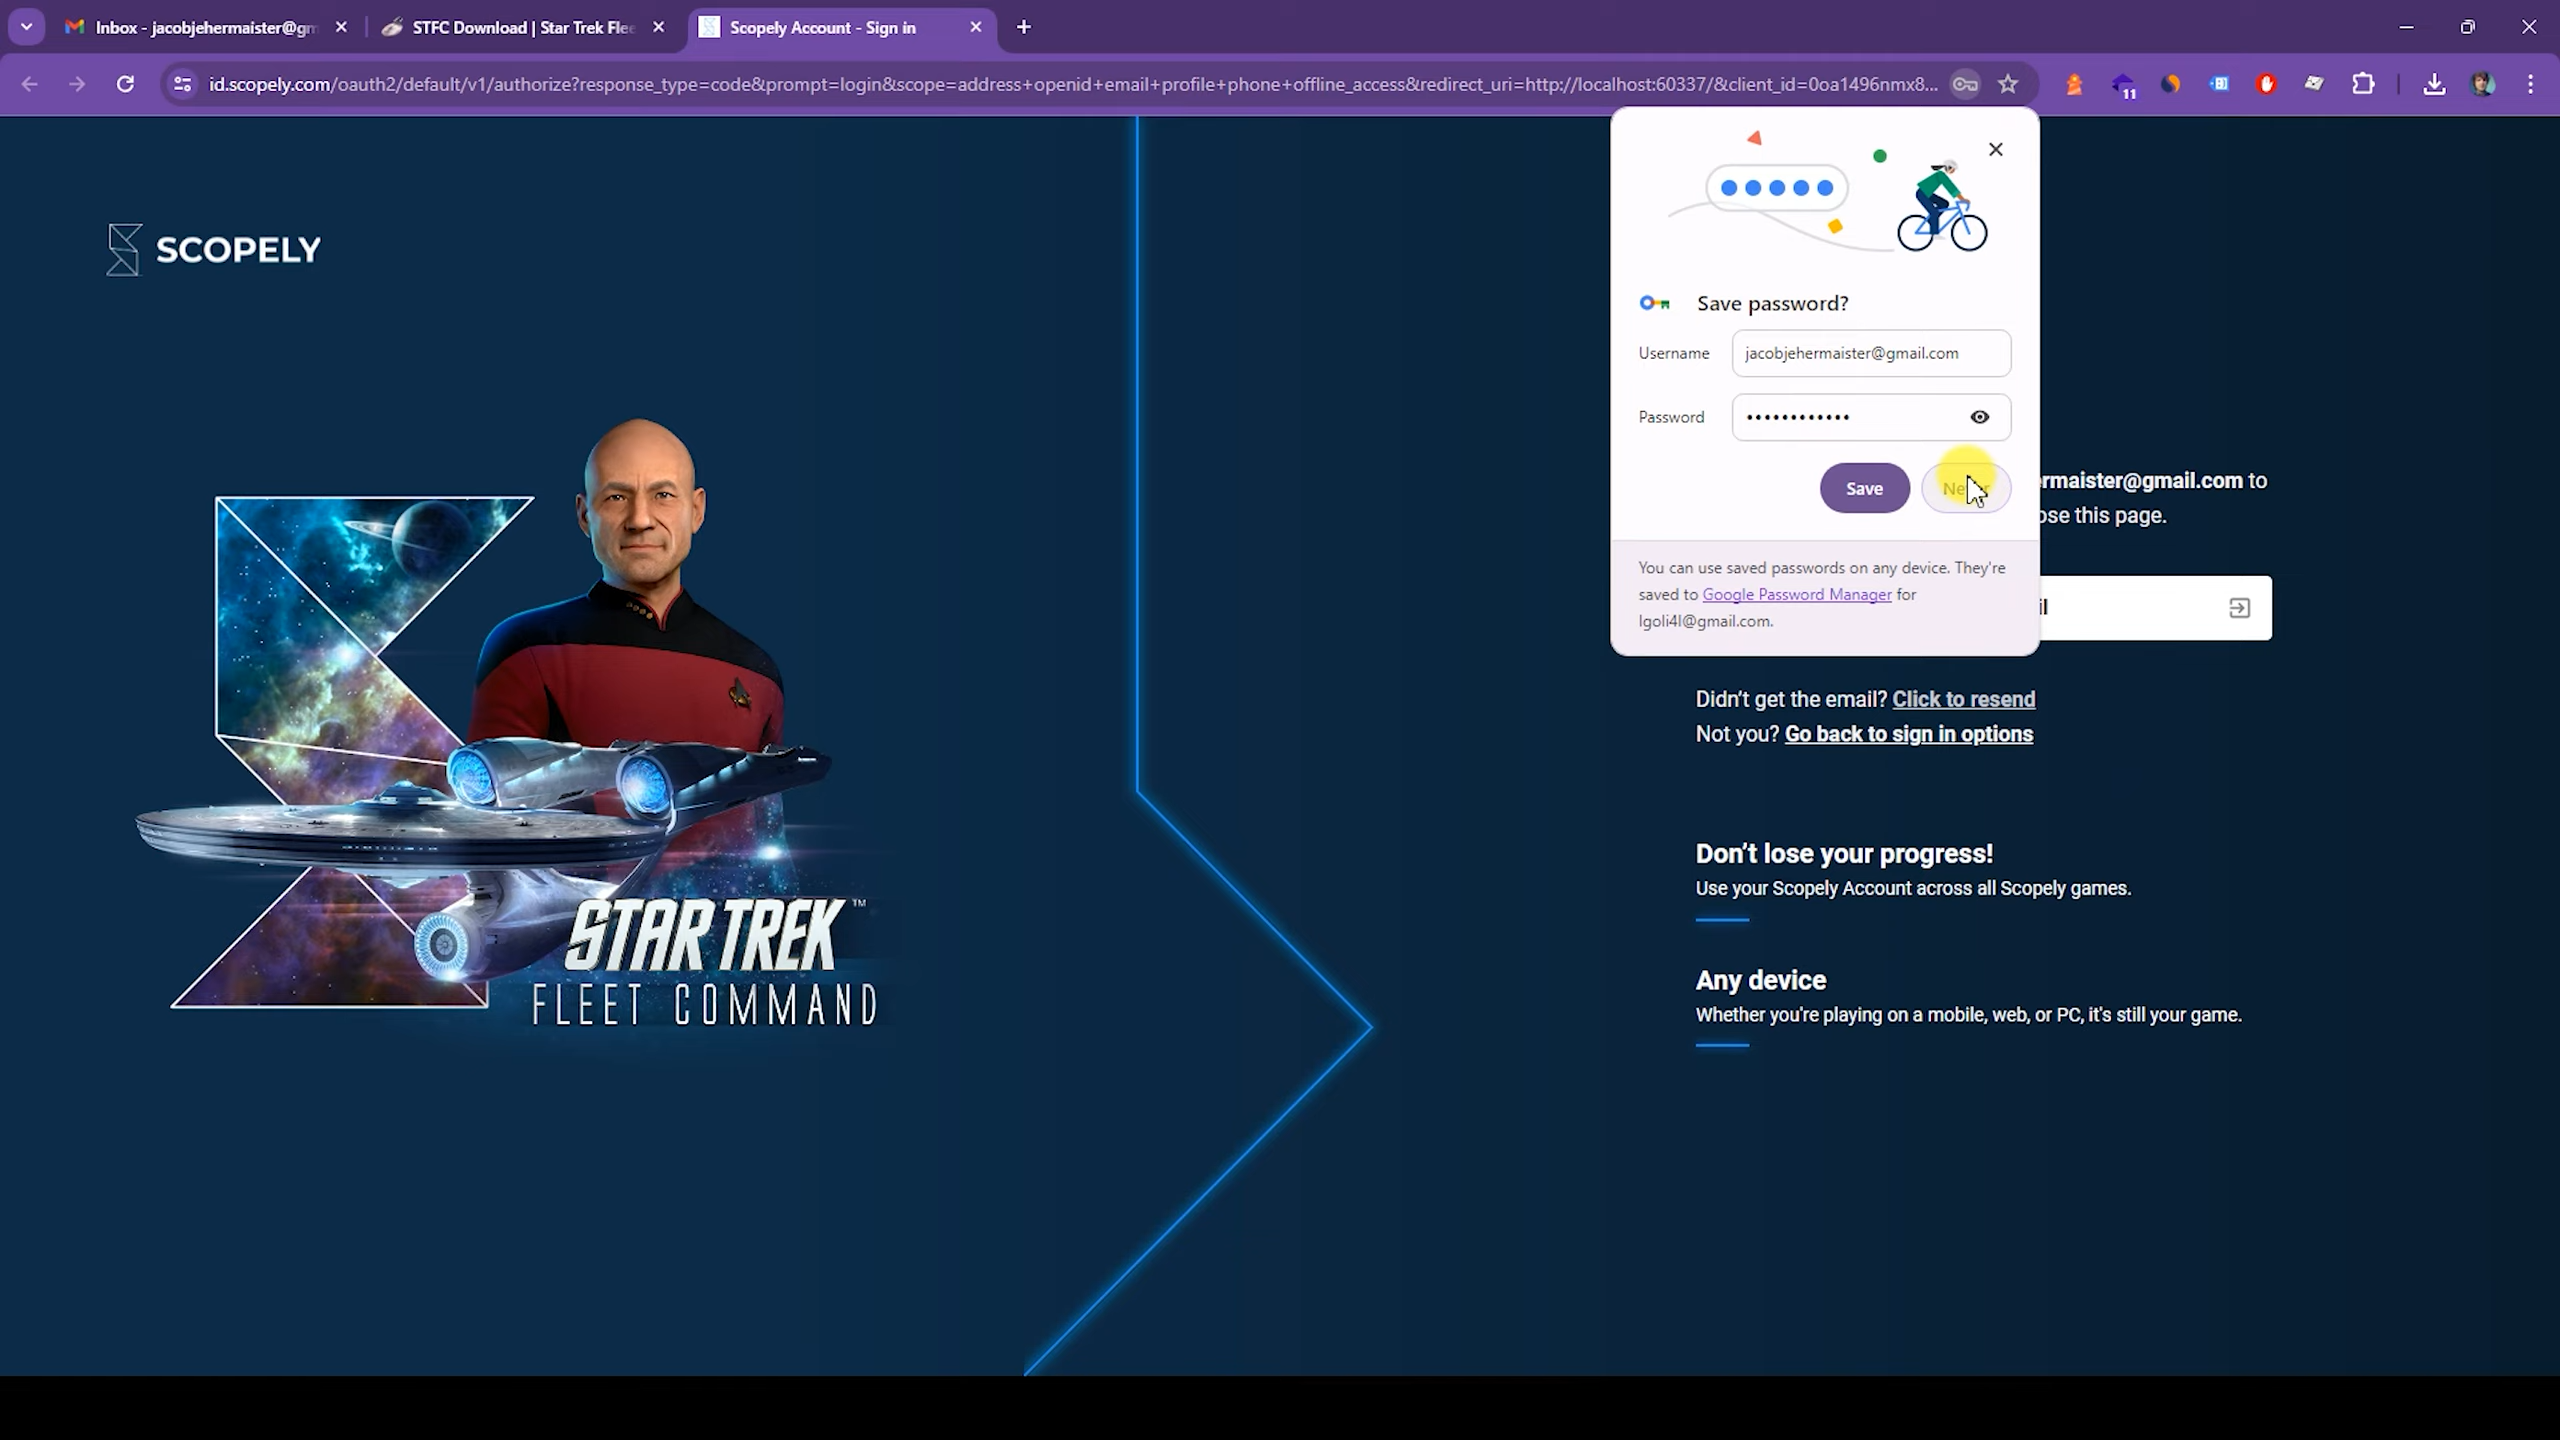 Inbox - jacobjehermaister@gm
STFC Download | Star Trek Flee
Scopely Account - Sign in
id.scopely.com/oauth2/default/v1/authorize?response_type=code&prompt=login&scope=address+openid+email+profile+phone+offline_access&redirect_uri=http://localhost:60337/&client_id=0oa1496nmx8...
11
SCOPELY
STAR TREK™
FLEET COMMAND
Save password?
Username jacobjehermaister@gmail.com
Password ••••••••••••
Save
You can use saved passwords on any device. They're
saved to Google Password Manager for
lgoli4l@gmail.com.
rmaister@gmail.com to
ose this page.
il
Didn't get the email? Click to resend
Not you? Go back to sign in options
Don't lose your progress!
Use your Scopely Account across all Scopely games.
Any device
Whether you're playing on a mobile, web, or PC, it's still your game.